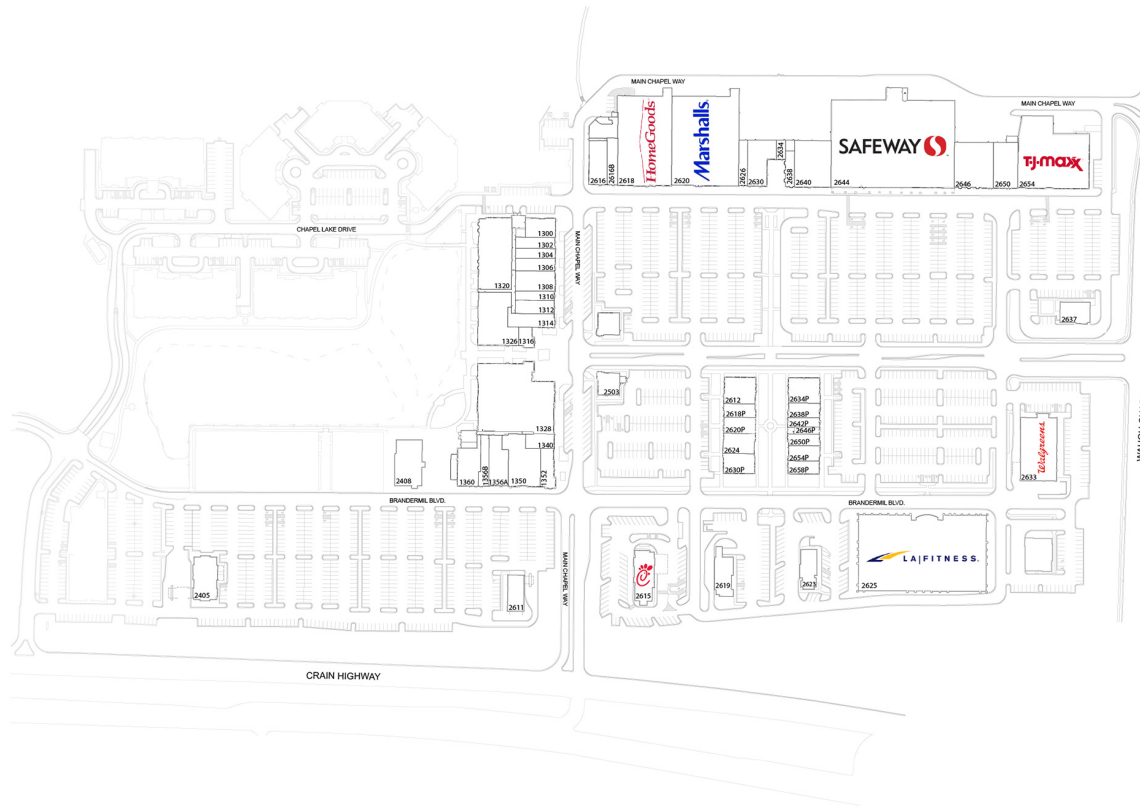 MAIN CHAPEL WAY
MAIN CHAPEL WAY
HomeGoods
Marshalls
SAFEWAY
T.J.maxx
2616
2616B
2618
2620
2626
2630
2634
2638
2640
2644
2646
2650
2654
CHAPEL LAKE DRIVE
MAIN CHAPEL WAY
1300
1302
1304
1306
1308
1320
1310
1312
1314
1326
1316
2637
2503
1328
1340
1360
1356B
1356A
1350
1352
2408
2612
2618P
2620P
2624
2630P
2634P
2638P
2642P
2646P
2650P
2654P
2658P
Walgreens
2633
BRANDERMIL BLVD.
BRANDERMIL BLVD.
MAIN CHAPEL WAY
2405
2611
2615
2619
2623
LA|FITNESS.
2625
CRAIN HIGHWAY